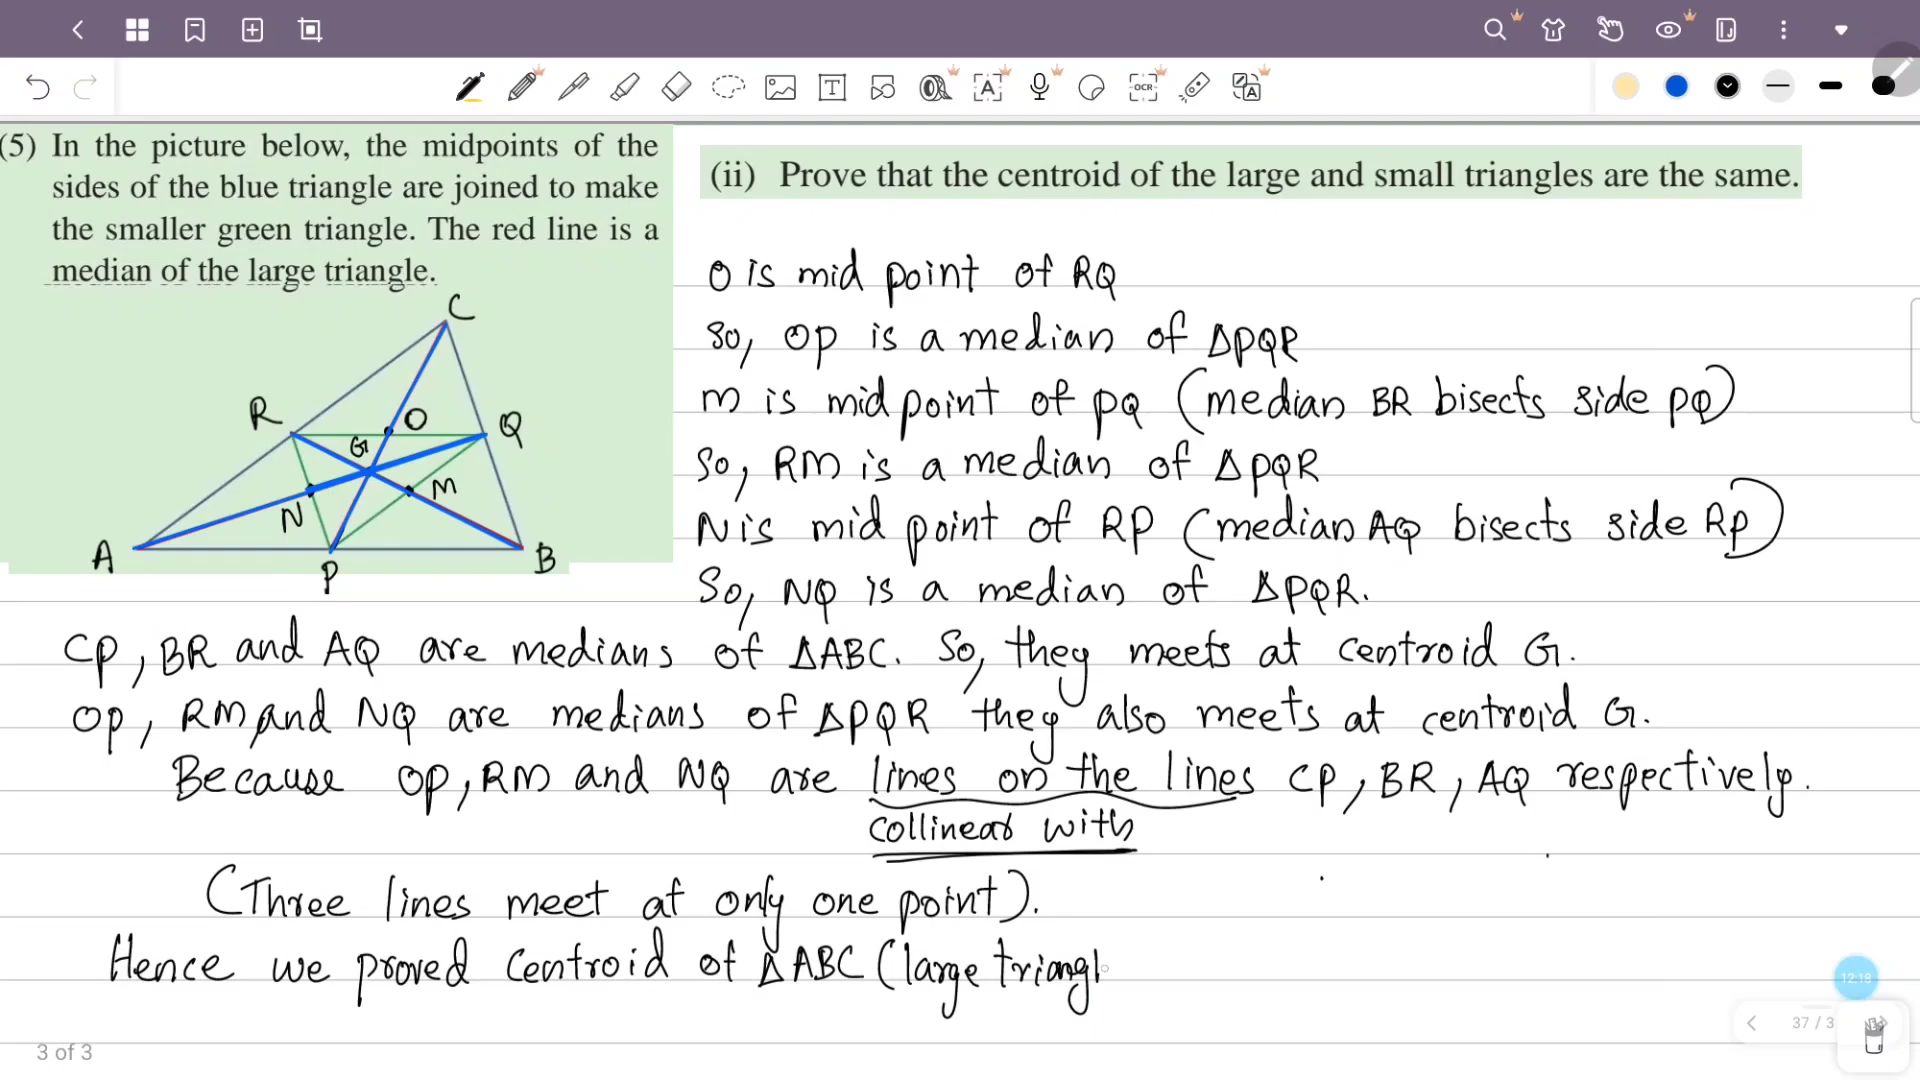 (5) In the picture below, the midpoints of the
sides of the blue triangle are joined to make
the smaller green triangle. The red line is a
median of the large triangle.
C
R
O
Q
G
M
N
A
P
B
(ii) Prove that the centroid of the large and small triangles are the same.
O is mid point of RQ
So, OP is a median of ΔPQR
M is midpoint of PQ (median BR bisects side PQ)
So, RM is a median of ΔPQR
N is mid point of RP (median AQ bisects side RP)
So, NQ is a median of ΔPQR.
CP, BR and AQ are medians of ΔABC. So, they meets at centroid G.
OP, RM and NQ are medians of ΔPQR they also meets at centroid G.
Because OP, RM and NQ are lines on the lines CP, BR, AQ respectively.
Collinear with
(Three lines meet at only one point).
Hence we proved Centroid of ΔABC (large triangl
12:18
37 / 3
3 of 3
T
A
OCR
A